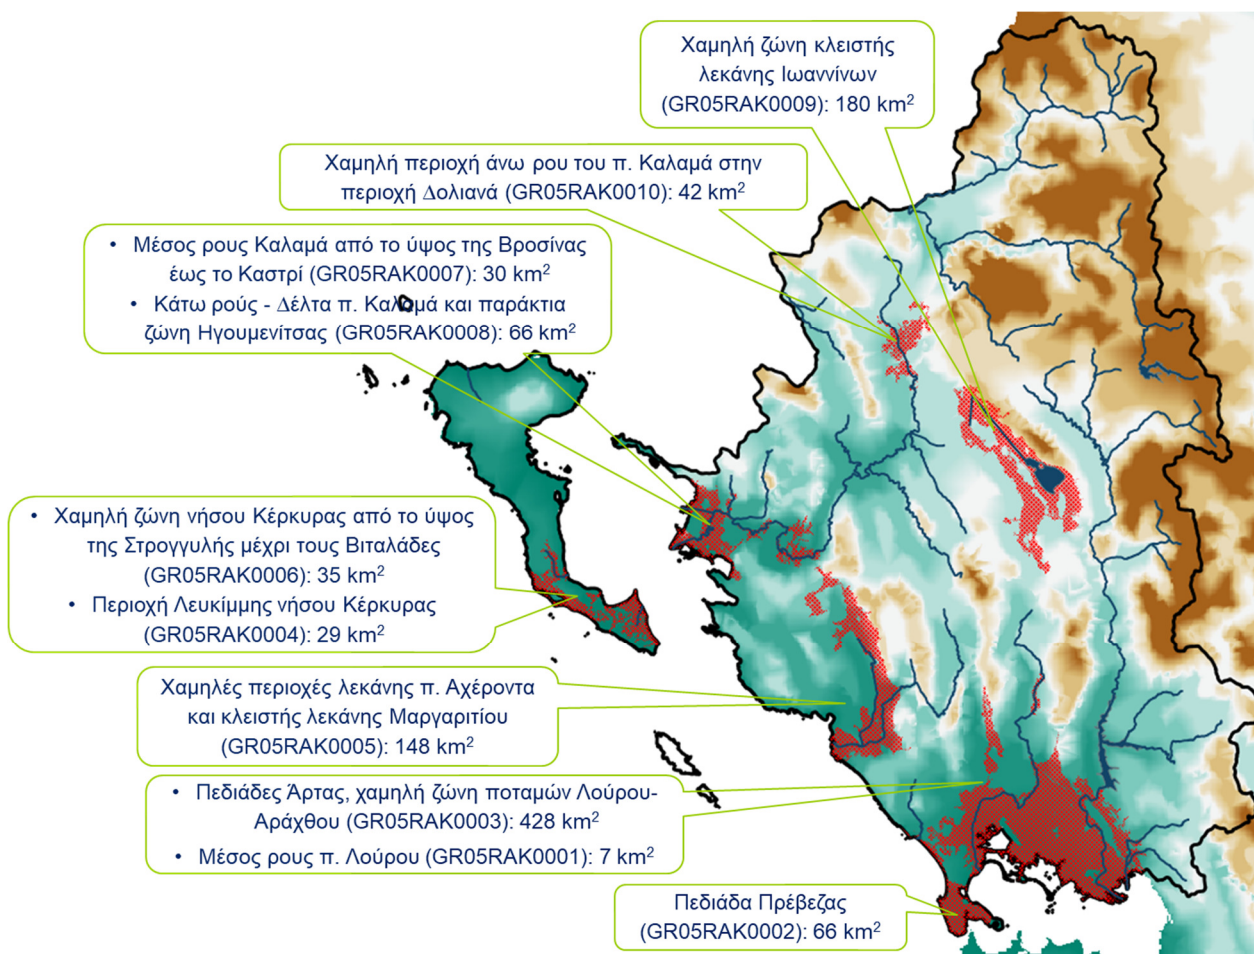 Χαμηλή ζώνη κλειστής
λεκάνης Ιωαννίνων
(GR05RAK0009): 180 km²
Χαμηλή περιοχή άνω ρου του π. Καλαμά στην
περιοχή Δολιανά (GR05RAK0010): 42 km²
• Μέσος ρους Καλαμά από το ύψος της Βροσίνας
έως το Καστρί (GR05RAK0007): 30 km²
• Κάτω ρούς - Δέλτα π. Καλαμά και παράκτια
ζώνη Ηγουμενίτσας (GR05RAK0008): 66 km²
• Χαμηλή ζώνη νήσου Κέρκυρας από το ύψος
της Στρογγυλής μέχρι τους Βιταλάδες
(GR05RAK0006): 35 km²
• Περιοχή Λευκίμμης νήσου Κέρκυρας
(GR05RAK0004): 29 km²
Χαμηλές περιοχές λεκάνης π. Αχέροντα
και κλειστής λεκάνης Μαργαριτίου
(GR05RAK0005): 148 km²
• Πεδιάδες Άρτας, χαμηλή ζώνη ποταμών Λούρου-
Αράχθου (GR05RAK0003): 428 km²
• Μέσος ρους π. Λούρου (GR05RAK0001): 7 km²
Πεδιάδα Πρέβεζας
(GR05RAK0002): 66 km²